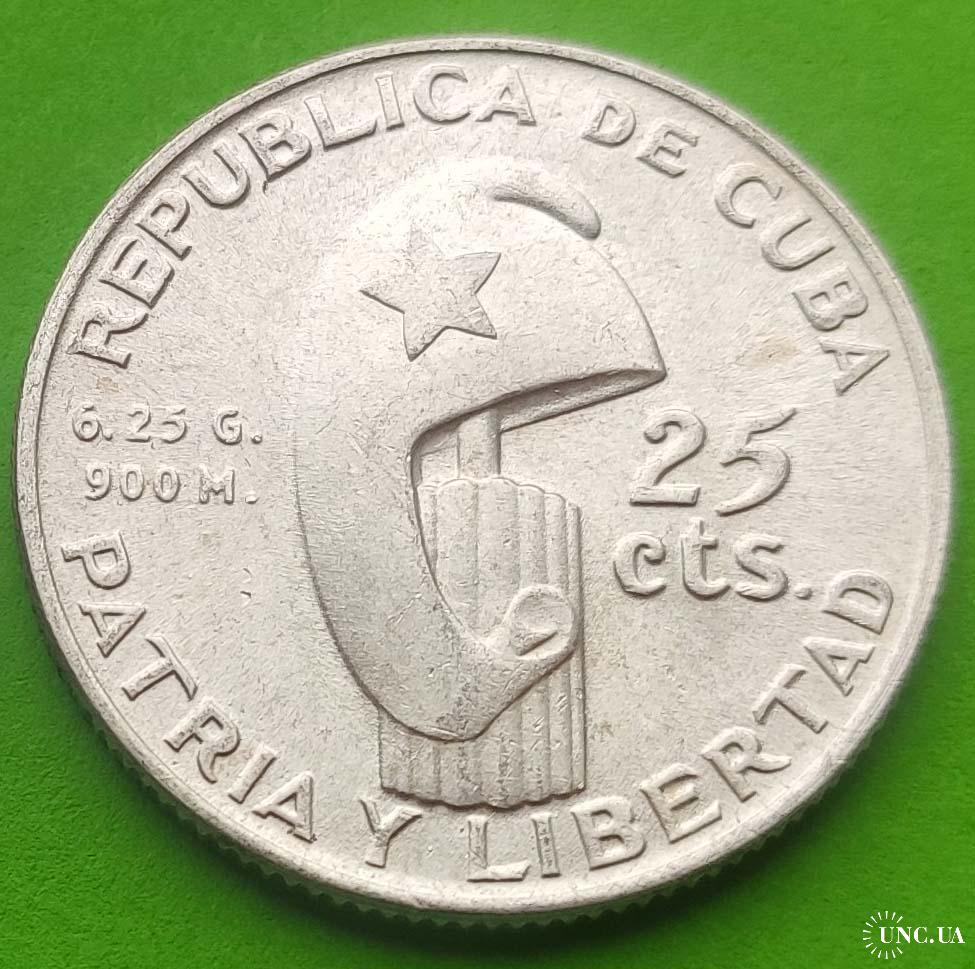 REPUBLICA DE CUBA
6.25 G.
900 M.
25
cts.
PATRIA Y LIBERTAD
UNC.UA